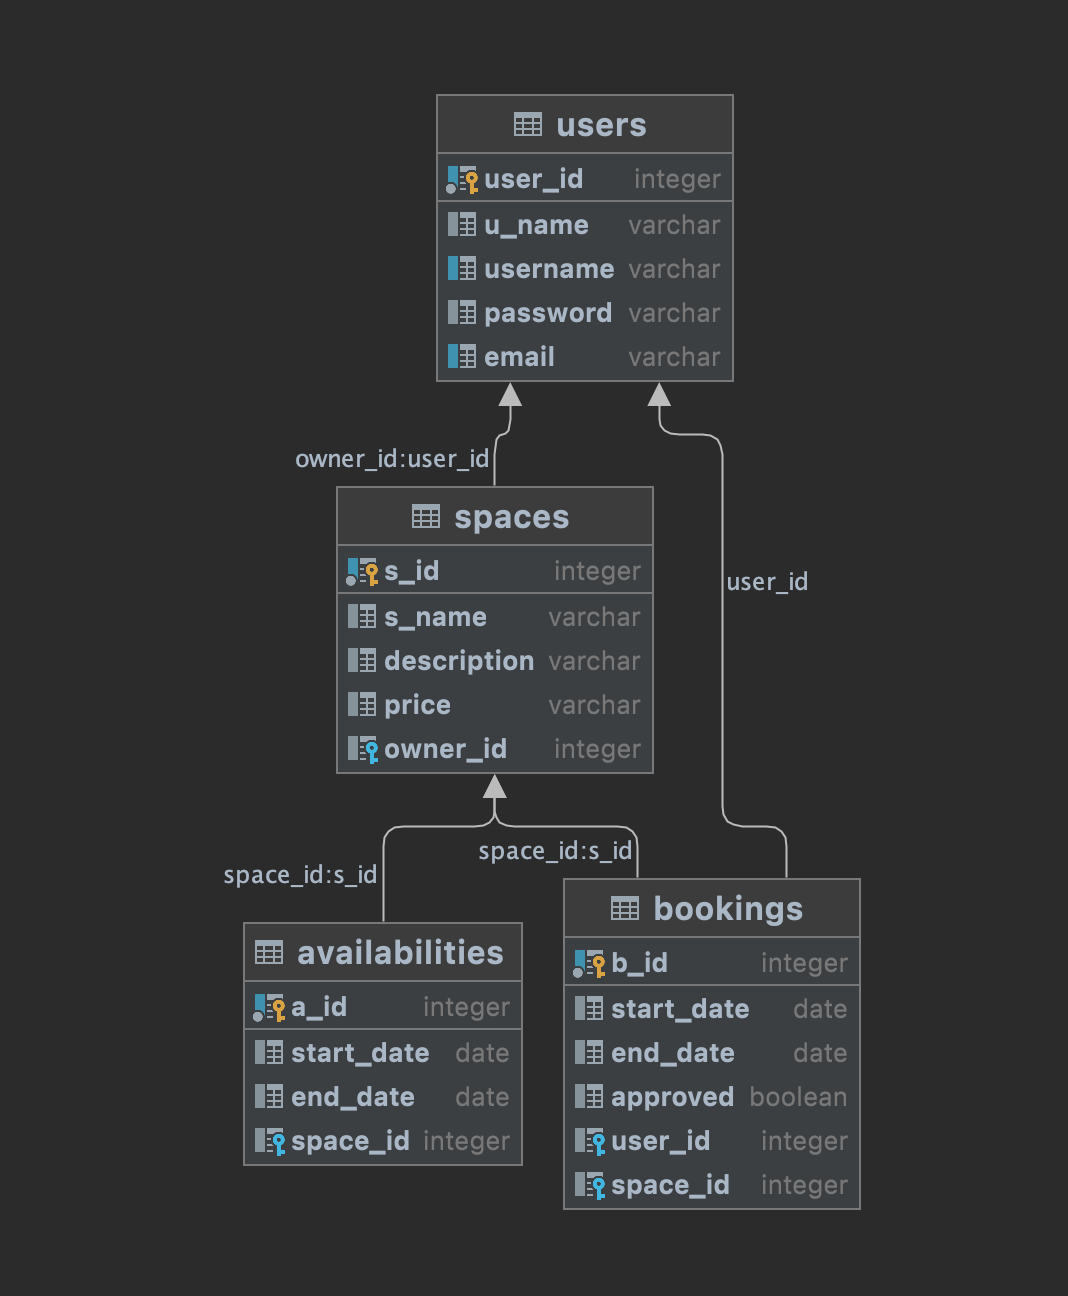 users
user_id integer
u_name varchar
username varchar
password varchar
email varchar
owner_id:user_id
spaces
s_id integer
s_name varchar
description varchar
price varchar
owner_id integer
user_id
space_id:s_id
space_id:s_id
availabilities
a_id integer
start_date date
end_date date
space_id integer
bookings
b_id integer
start_date date
end_date date
approved boolean
user_id integer
space_id integer